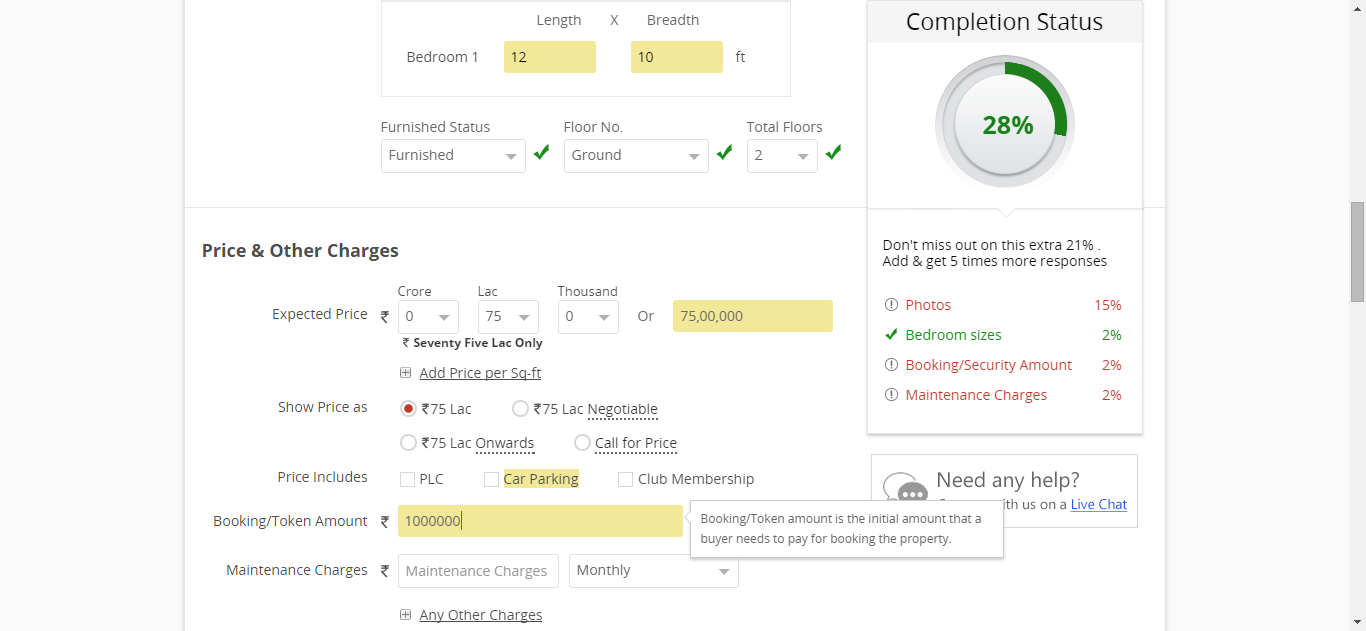 Length X Breadth
Bedroom 1 12 10 ft
Furnished Status Floor No. Total Floors
Furnished Ground 2
Price & Other Charges
Crore Lac Thousand
Expected Price ₹ 0 75 0 Or 75,00,000
₹ Seventy Five Lac Only
Add Price per Sq-ft
Show Price as ₹75 Lac ₹75 Lac Negotiable
₹75 Lac Onwards Call for Price
Price Includes PLC Car Parking Club Membership
Booking/Token Amount ₹ 1000000
Booking/Token amount is the initial amount that a
buyer needs to pay for booking the property.
Maintenance Charges ₹ Maintenance Charges Monthly
Any Other Charges
Completion Status
28%
Don't miss out on this extra 21% .
Add & get 5 times more responses
Photos 15%
Bedroom sizes 2%
Booking/Security Amount 2%
Maintenance Charges 2%
Need any help?
us on a Live Chat